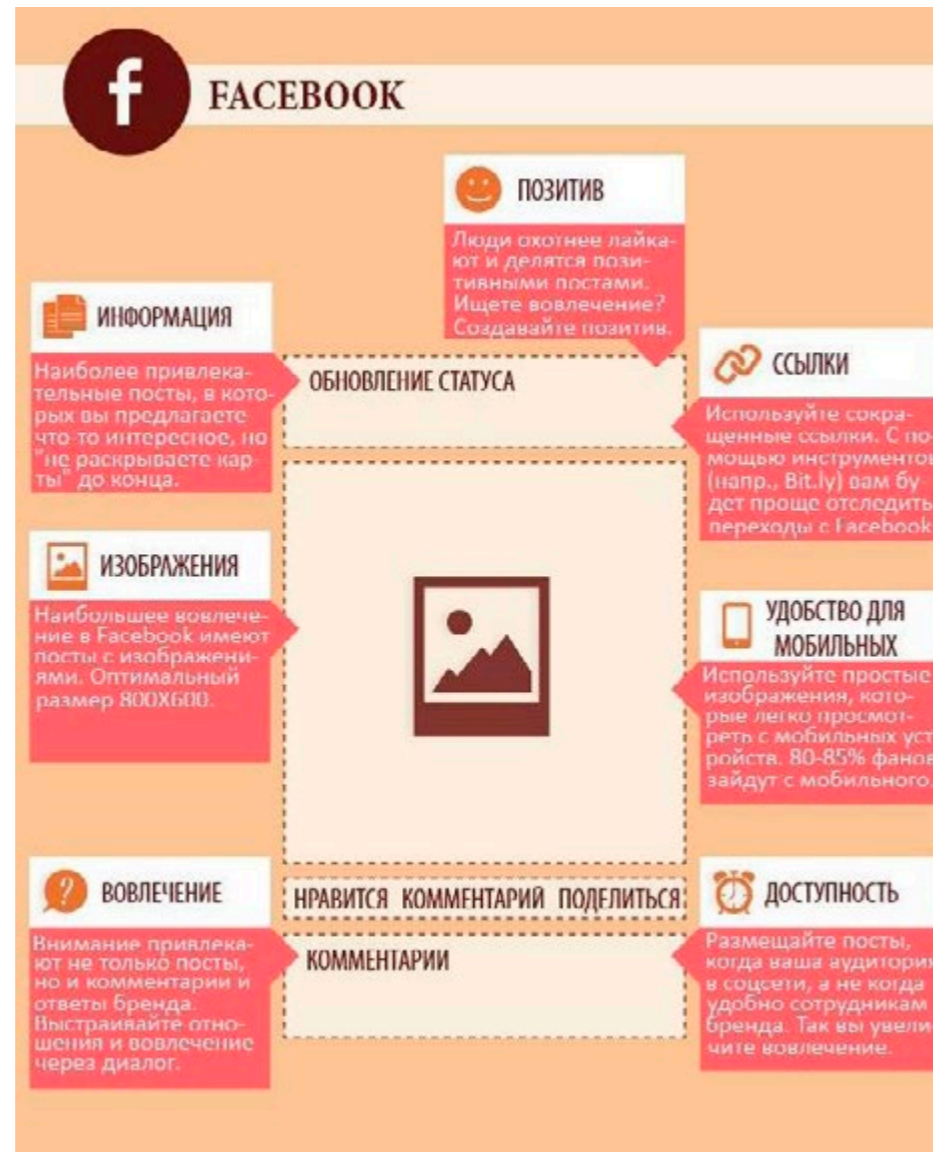 f
FACEBOOK
ПОЗИТИВ
Люди охотнее лайка-
ют и делятся пози-
тивными постами.
Ищете вовлечение?
Создавайте позитив.
ИНФОРМАЦИЯ
Наиболее привлека-
тельные посты, в кото-
рых вы предлагаете
что-то интересное, но
"не раскрываете кар-
ты" до конца.
ОБНОВЛЕНИЕ СТАТУСА
ССЫЛКИ
Используйте сокра-
щенные ссылки. С по-
мощью инструментов
(напр., Bit.ly) вам бу-
дет проще отследить
переходы с Facebook
ИЗОБРАЖЕНИЯ
Наибольшее вовлече-
ние в Facebook имеют
посты с изображени-
ями. Оптимальный
размер 800X600.
УДОБСТВО ДЛЯ
МОБИЛЬНЫХ
Используйте простые
изображения, кото-
рые легко просмот-
реть с мобильных уст
ройств. 80-85% фанов
зайдут с мобильного.
ВОВЛЕЧЕНИЕ
Внимание привлека-
ют не только посты,
но и комментарии и
ответы бренда.
Выстраивайте отно-
шения и вовлечение
через диалог.
НРАВИТСЯ КОММЕНТАРИЙ ПОДЕЛИТЬСЯ
КОММЕНТАРИИ
ДОСТУПНОСТЬ
Размещайте посты,
когда ваша аудитория
в соцсети, а не когда
удобно сотрудникам
бренда. Так вы увели-
чите вовлечение.